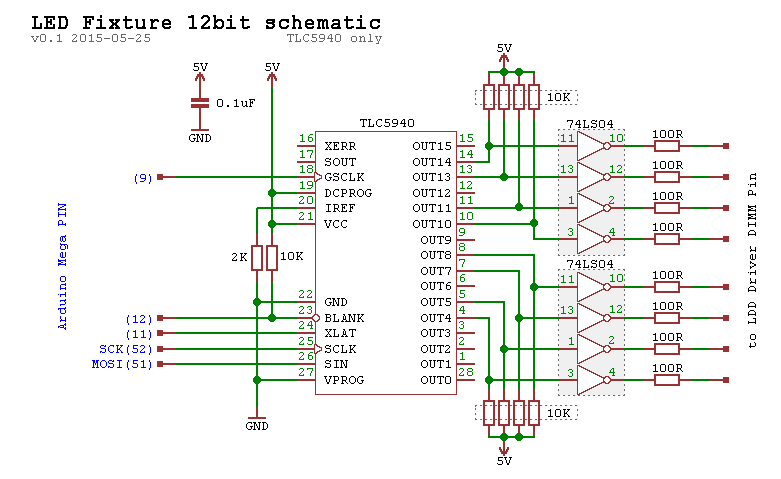 LED Fixture 12bit schematic
v0.1 2015-05-25 TLC5940 only
5V 5V 5V
10K
0.1uF
GND
TLC5940
74LS04
16 XERR OUT15 15
17 SOUT OUT14 14
(9) 18 GSCLK OUT13 13
19 DCPROG OUT12 12
20 IREF OUT11 11
21 VCC OUT10 10
OUT9 9
OUT8 8
OUT7 7
OUT6 6
22 GND OUT5 5
(12) 23 BLANK OUT4 4
(11) 24 XLAT OUT3 3
SCK(52) 25 SCLK OUT2 2
MOSI(51) 26 SIN OUT1 1
27 VPROG OUT0 28
2K 10K
GND
Arduino Mega PIN
11 10 100R
13 12 100R
1 2 100R
3 4 100R
74LS04
11 10 100R
13 12 100R
1 2 100R
3 4 100R
to LDD Driver DIMM Pin
10K
5V